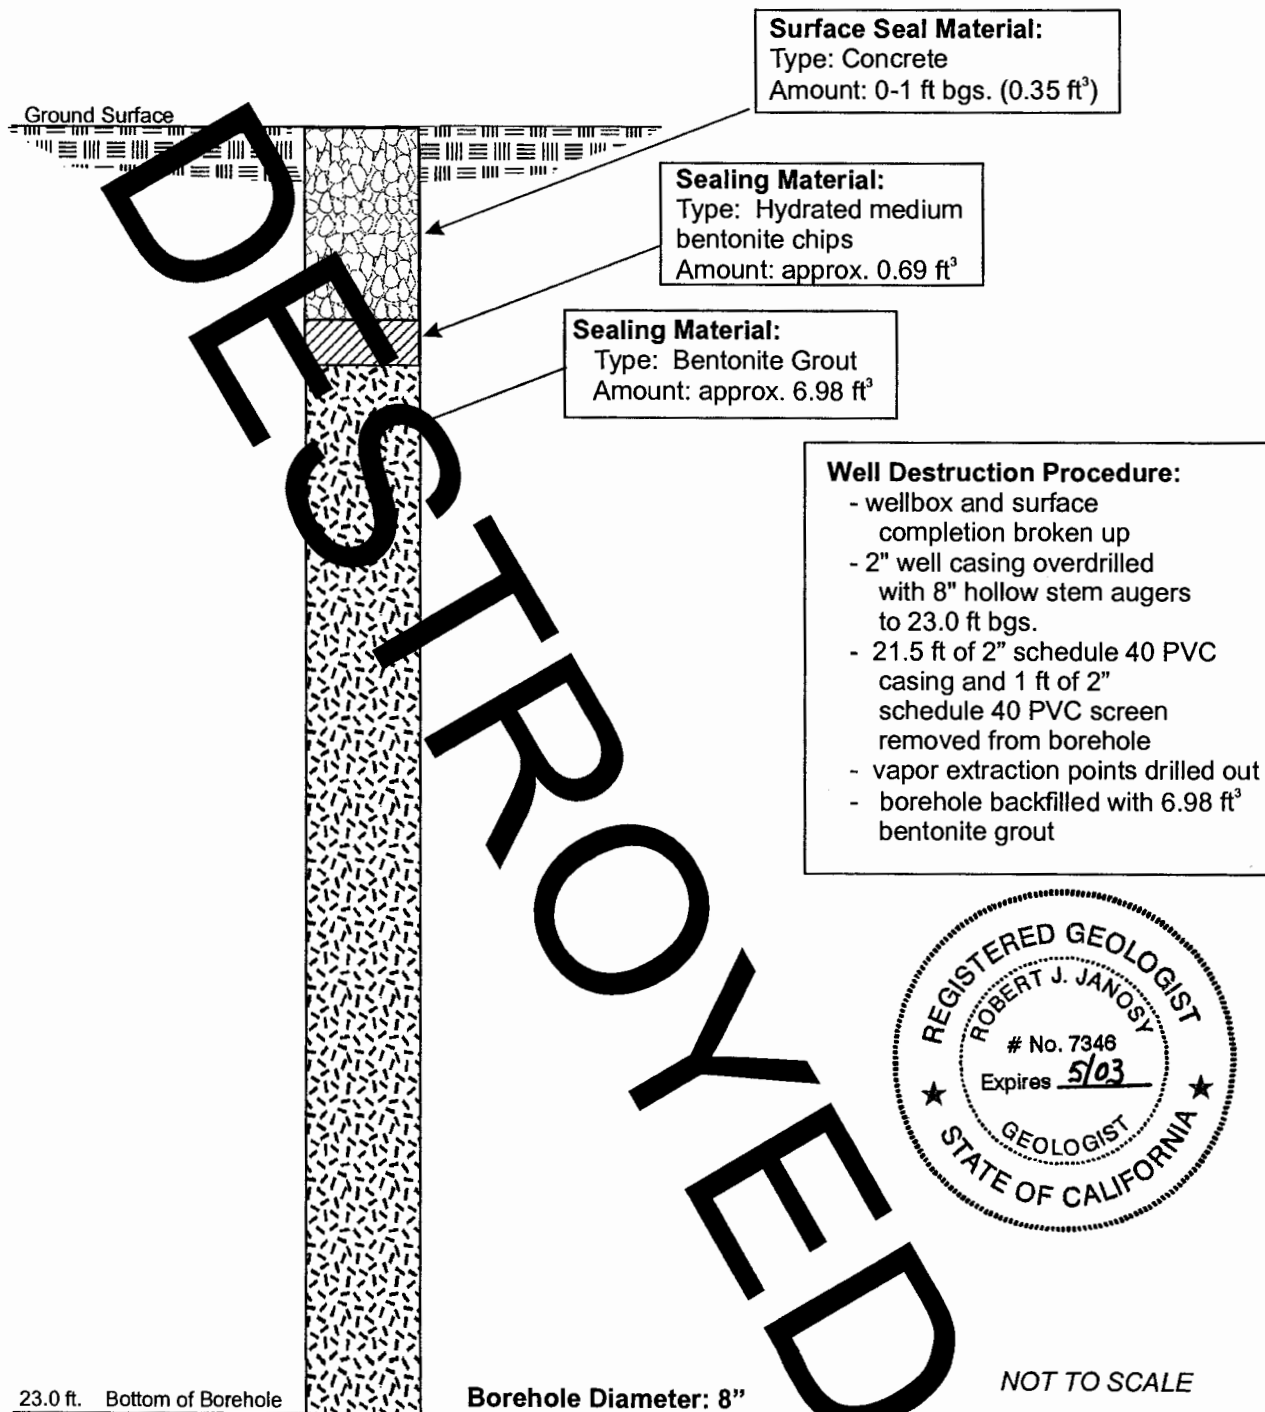 Surface Seal Material:
Type: Concrete
Amount: 0-1 ft bgs. (0.35 ft³)
Ground Surface
Sealing Material:
Type: Hydrated medium
bentonite chips
Amount: approx. 0.69 ft³
Sealing Material:
Type: Bentonite Grout
Amount: approx. 6.98 ft³
DESTROYED
Well Destruction Procedure:
- wellbox and surface
completion broken up
- 2" well casing overdrilled
with 8" hollow stem augers
to 23.0 ft bgs.
- 21.5 ft of 2" schedule 40 PVC
casing and 1 ft of 2"
schedule 40 PVC screen
removed from borehole
- vapor extraction points drilled out
- borehole backfilled with 6.98 ft³
bentonite grout
REGISTERED GEOLOGIST
ROBERT J. JANOSY
# No. 7346
Expires 5/03
GEOLOGIST
STATE OF CALIFORNIA
23.0 ft. Bottom of Borehole
Borehole Diameter: 8"
NOT TO SCALE